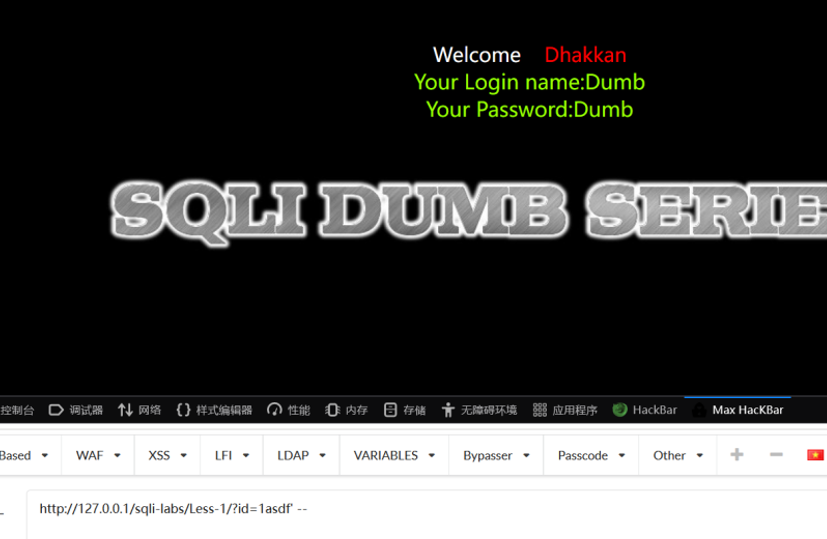 Welcome Dhakkan
Your Login name:Dumb
Your Password:Dumb
SQLI DUMB SERIE
控制台 调试器 网络 样式编辑器 性能 内存 存储 无障碍环境 应用程序 HackBar Max HacKBar
Based WAF XSS LFI LDAP VARIABLES Bypasser Passcode Other
http://127.0.0.1/sqli-labs/Less-1/?id=1asdf' --